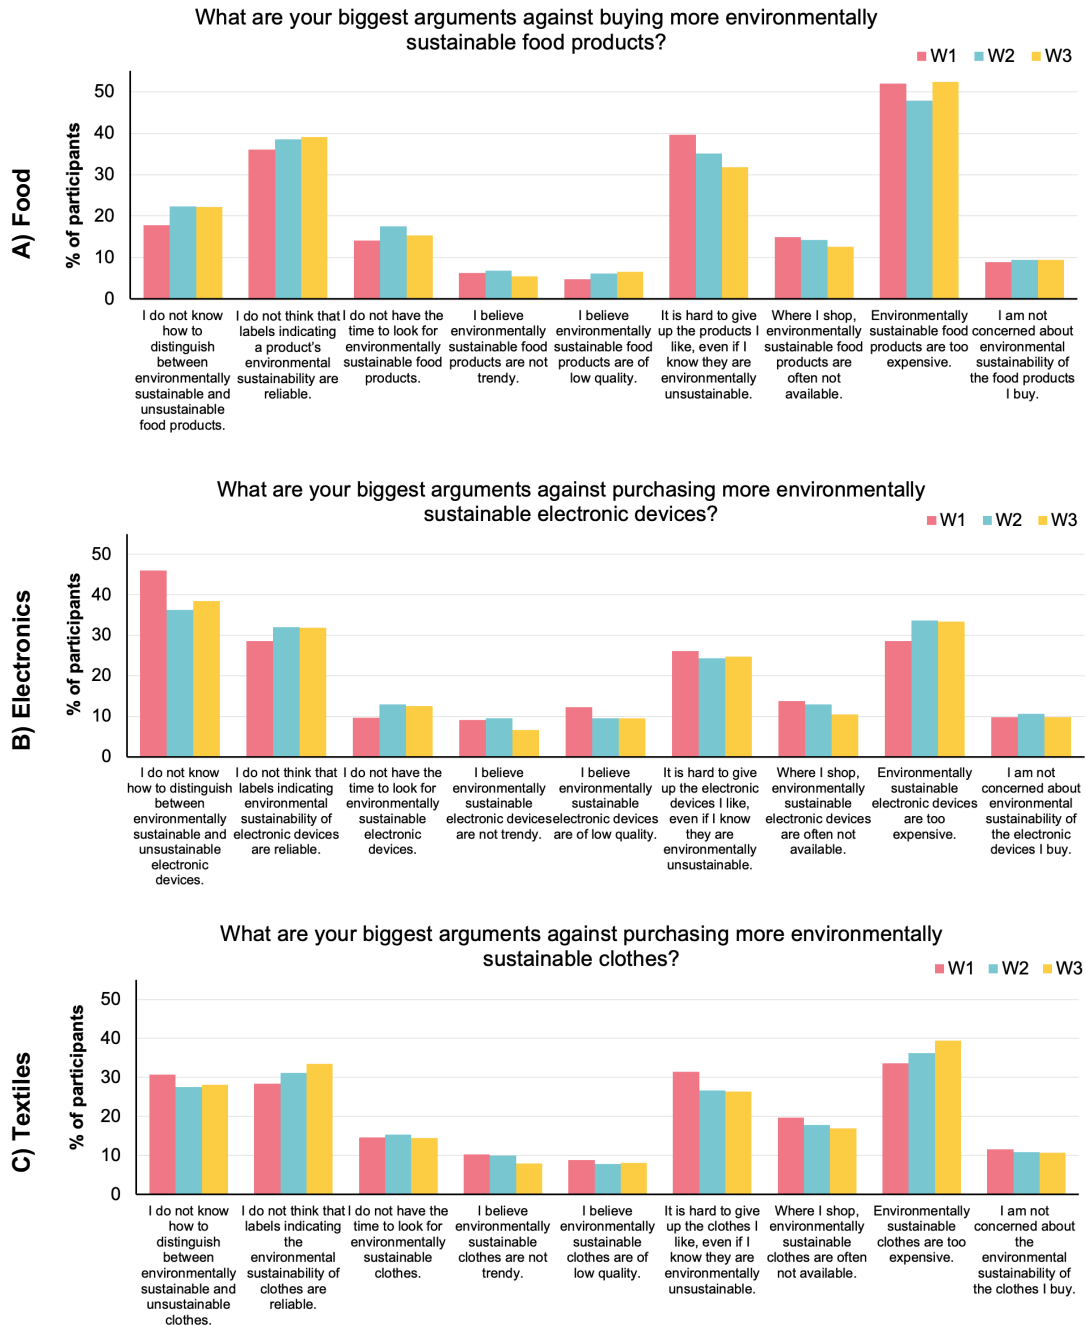 What are your biggest arguments against buying more environmentally
sustainable food products?
W1 W2 W3
A) Food
% of participants
50
40
30
20
10
0
I do not know
how to
distinguish
between
environmentally
sustainable and
unsustainable
food products.
I do not think that
labels indicating
a product's
environmental
sustainability are
reliable.
I do not have the
time to look for
environmentally
sustainable food
products.
I believe
environmentally
sustainable food
products are not
trendy.
I believe
environmentally
sustainable food
products are of
low quality.
It is hard to give
up the products I
like, even if I
know they are
environmentally
unsustainable.
Where I shop,
environmentally
sustainable food
products are
often not
available.
Environmentally
sustainable food
products are too
expensive.
I am not
concerned about
environmental
sustainability of
the food products
I buy.
What are your biggest arguments against purchasing more environmentally
sustainable electronic devices?
W1 W2 W3
B) Electronics
% of participants
50
40
30
20
10
0
I do not know
how to distinguish
between
environmentally
sustainable and
unsustainable
electronic
devices.
I do not think that
labels indicating
environmental
sustainability of
electronic devices
are reliable.
I do not have the
time to look for
environmentally
sustainable
electronic
devices.
I believe
environmentally
sustainable
electronic devices
are not trendy.
I believe
environmentally
sustainable
electronic devices
are of low quality.
It is hard to give
up the electronic
devices I like,
even if I know
they are
environmentally
unsustainable.
Where I shop,
environmentally
sustainable
electronic devices
are often not
available.
Environmentally
sustainable
electronic devices
are too
expensive.
I am not
concerned about
environmental
sustainability of
the electronic
devices I buy.
What are your biggest arguments against purchasing more environmentally
sustainable clothes?
W1 W2 W3
C) Textiles
% of participants
50
40
30
20
10
0
I do not know
how to
distinguish
between
environmentally
sustainable and
unsustainable
clothes.
I do not think that
labels indicating
the
environmental
sustainability of
clothes are
reliable.
I do not have the
time to look for
environmentally
sustainable
clothes.
I believe
environmentally
sustainable
clothes are not
trendy.
I believe
environmentally
sustainable
clothes are of
low quality.
It is hard to give
up the clothes I
like, even if I
know they are
environmentally
unsustainable.
Where I shop,
environmentally
sustainable
clothes are often
not available.
Environmentally
sustainable
clothes are too
expensive.
I am not
concerned about
the
environmental
sustainability of
the clothes I buy.